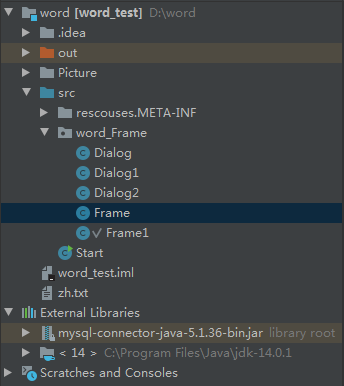 word [word_test] D:\word
.idea
out
Picture
src
rescouses.META-INF
word_Frame
Dialog
Dialog1
Dialog2
Frame
Frame1
Start
word_test.iml
zh.txt
External Libraries
mysql-connector-java-5.1.36-bin.jar library root
< 14 > C:\Program Files\Java\jdk-14.0.1
Scratches and Consoles